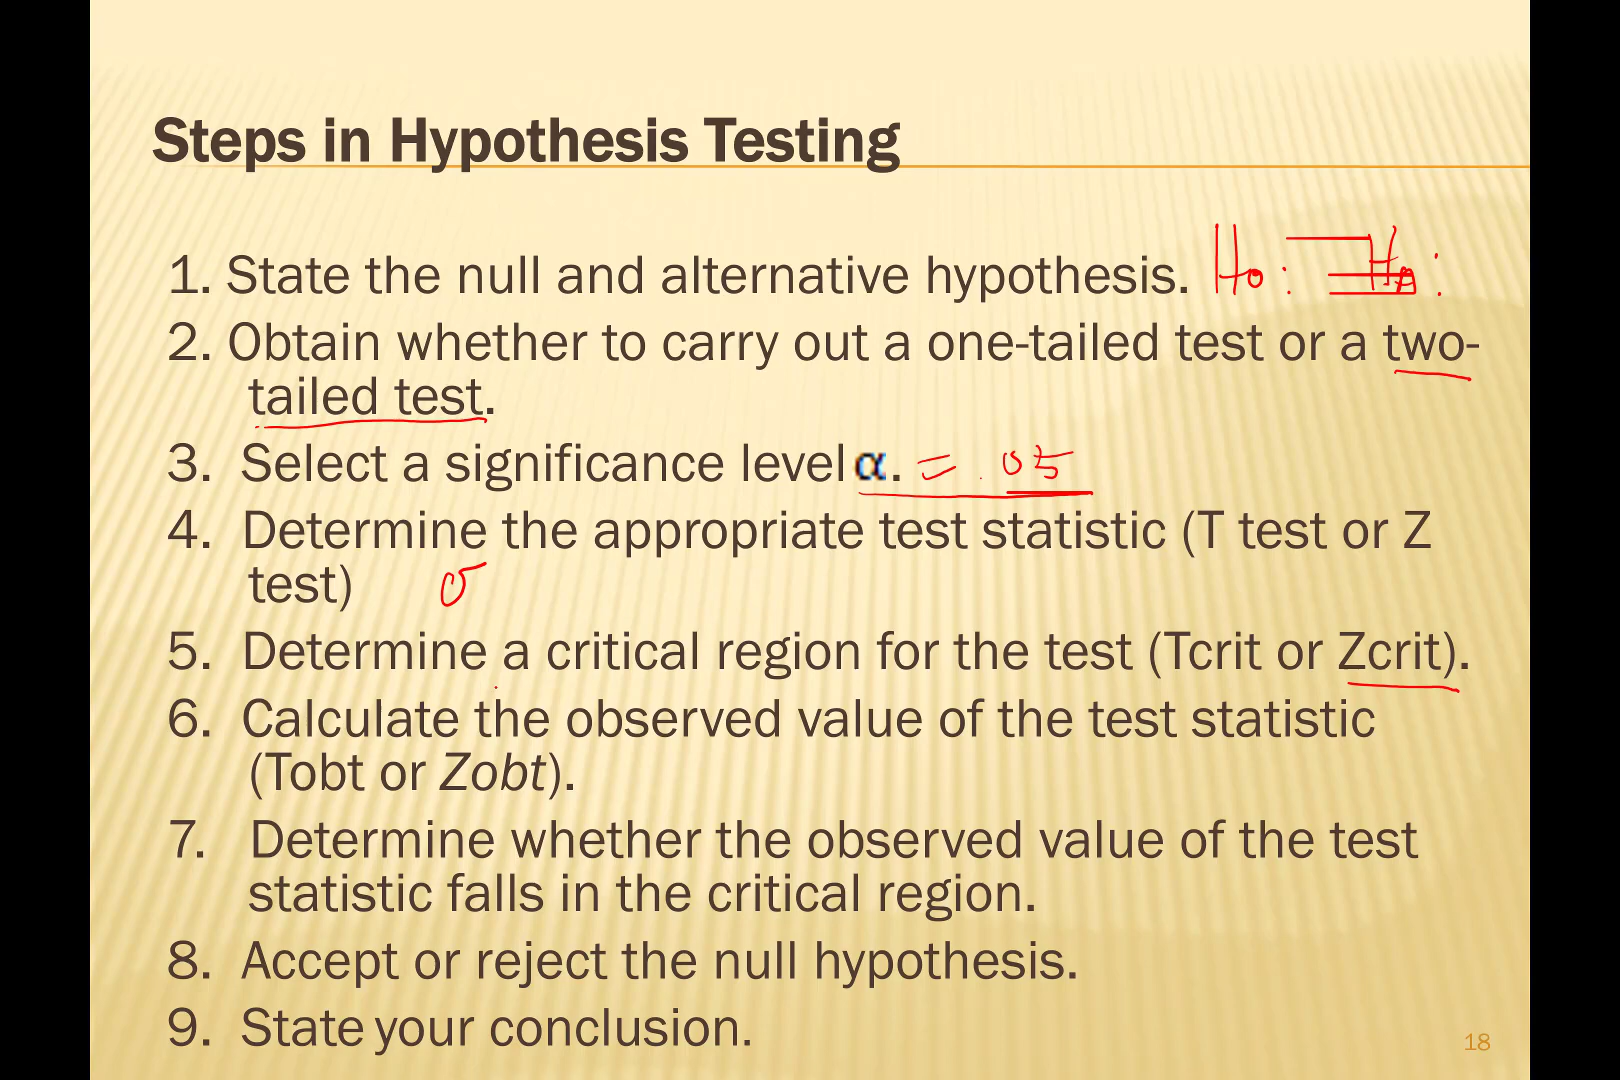 Steps in Hypothesis Testing
1. State the null and alternative hypothesis. H₀: Hₐ:
2. Obtain whether to carry out a one-tailed test or a two-
tailed test.
3. Select a significance level α. = .05
4. Determine the appropriate test statistic (T test or Z
test) σ
5. Determine a critical region for the test (Tcrit or Zcrit).
6. Calculate the observed value of the test statistic
(Tobt or Zobt).
7. Determine whether the observed value of the test
statistic falls in the critical region.
8. Accept or reject the null hypothesis.
9. State your conclusion.
18